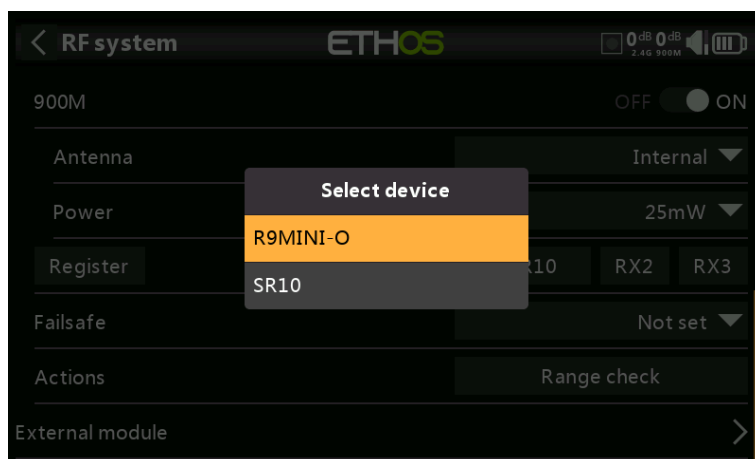 RF system
ETHOS
0dB 0dB
2.4G 900M
900M
OFF ON
Antenna
Internal
Power
25mW
Select device
R9MINI-O
SR10
Register
10 RX2 RX3
Failsafe
Not set
Actions
Range check
External module